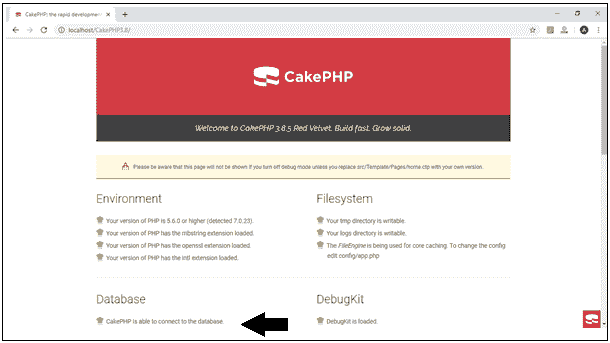 CakePHP: the rapid developmen
localhost/CakePHP3.8/
CakePHP
Welcome to CakePHP 3.8.5 Red Velvet. Build fast. Grow solid.
Please be aware that this page will not be shown if you turn off debug mode unless you replace src/Template/Pages/home.ctp with your own version.
Environment
Your version of PHP is 5.6.0 or higher (detected 7.0.23).
Your version of PHP has the mbstring extension loaded.
Your version of PHP has the openssl extension loaded.
Your version of PHP has the intl extension loaded.
Filesystem
Your tmp directory is writable.
Your logs directory is writable.
The FileEngine is being used for core caching. To change the config
edit config/app.php
Database
CakePHP is able to connect to the database.
DebugKit
DebugKit is loaded.